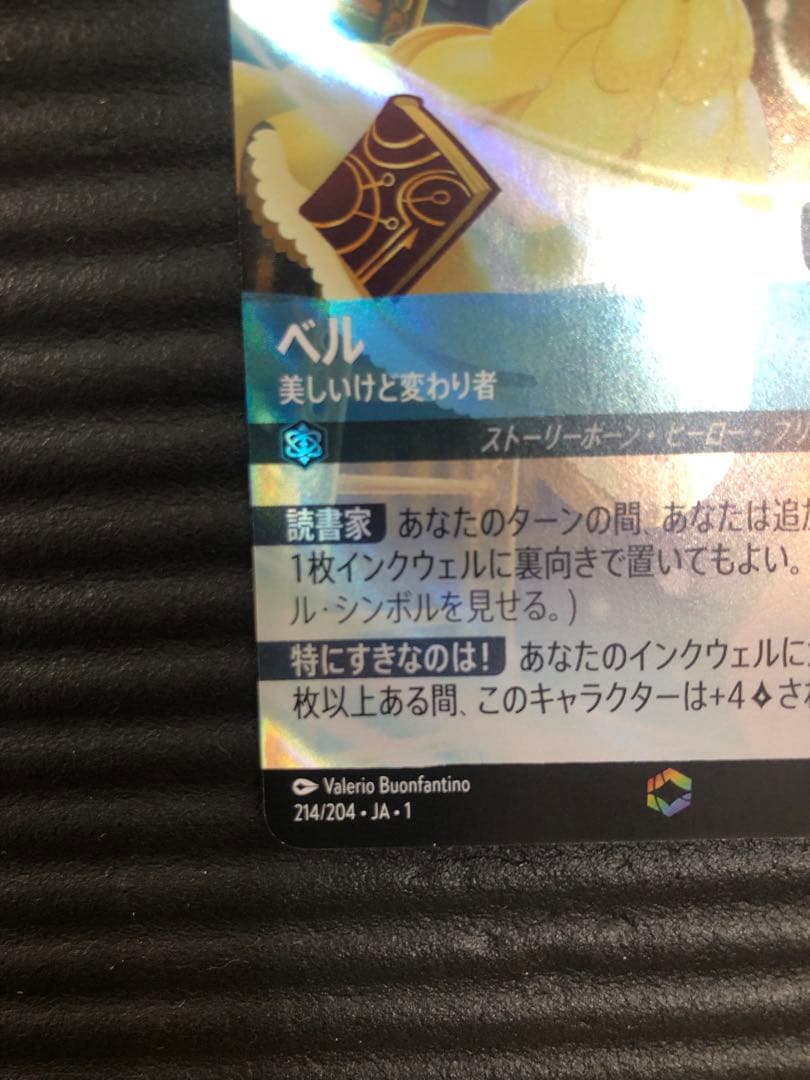 ベル
美しいけど変わり者
ストーリーボーン・ヒーロー・プリ
読書家 あなたのターンの間、あなたは追
1枚インクウェルに裏向きで置いてもよい。
ル・シンボルを見せる。)
特にすきなのは! あなたのインクウェルに
枚以上ある間、このキャラクターは+4さ
Valerio Buonfantino
214/204・JA・1